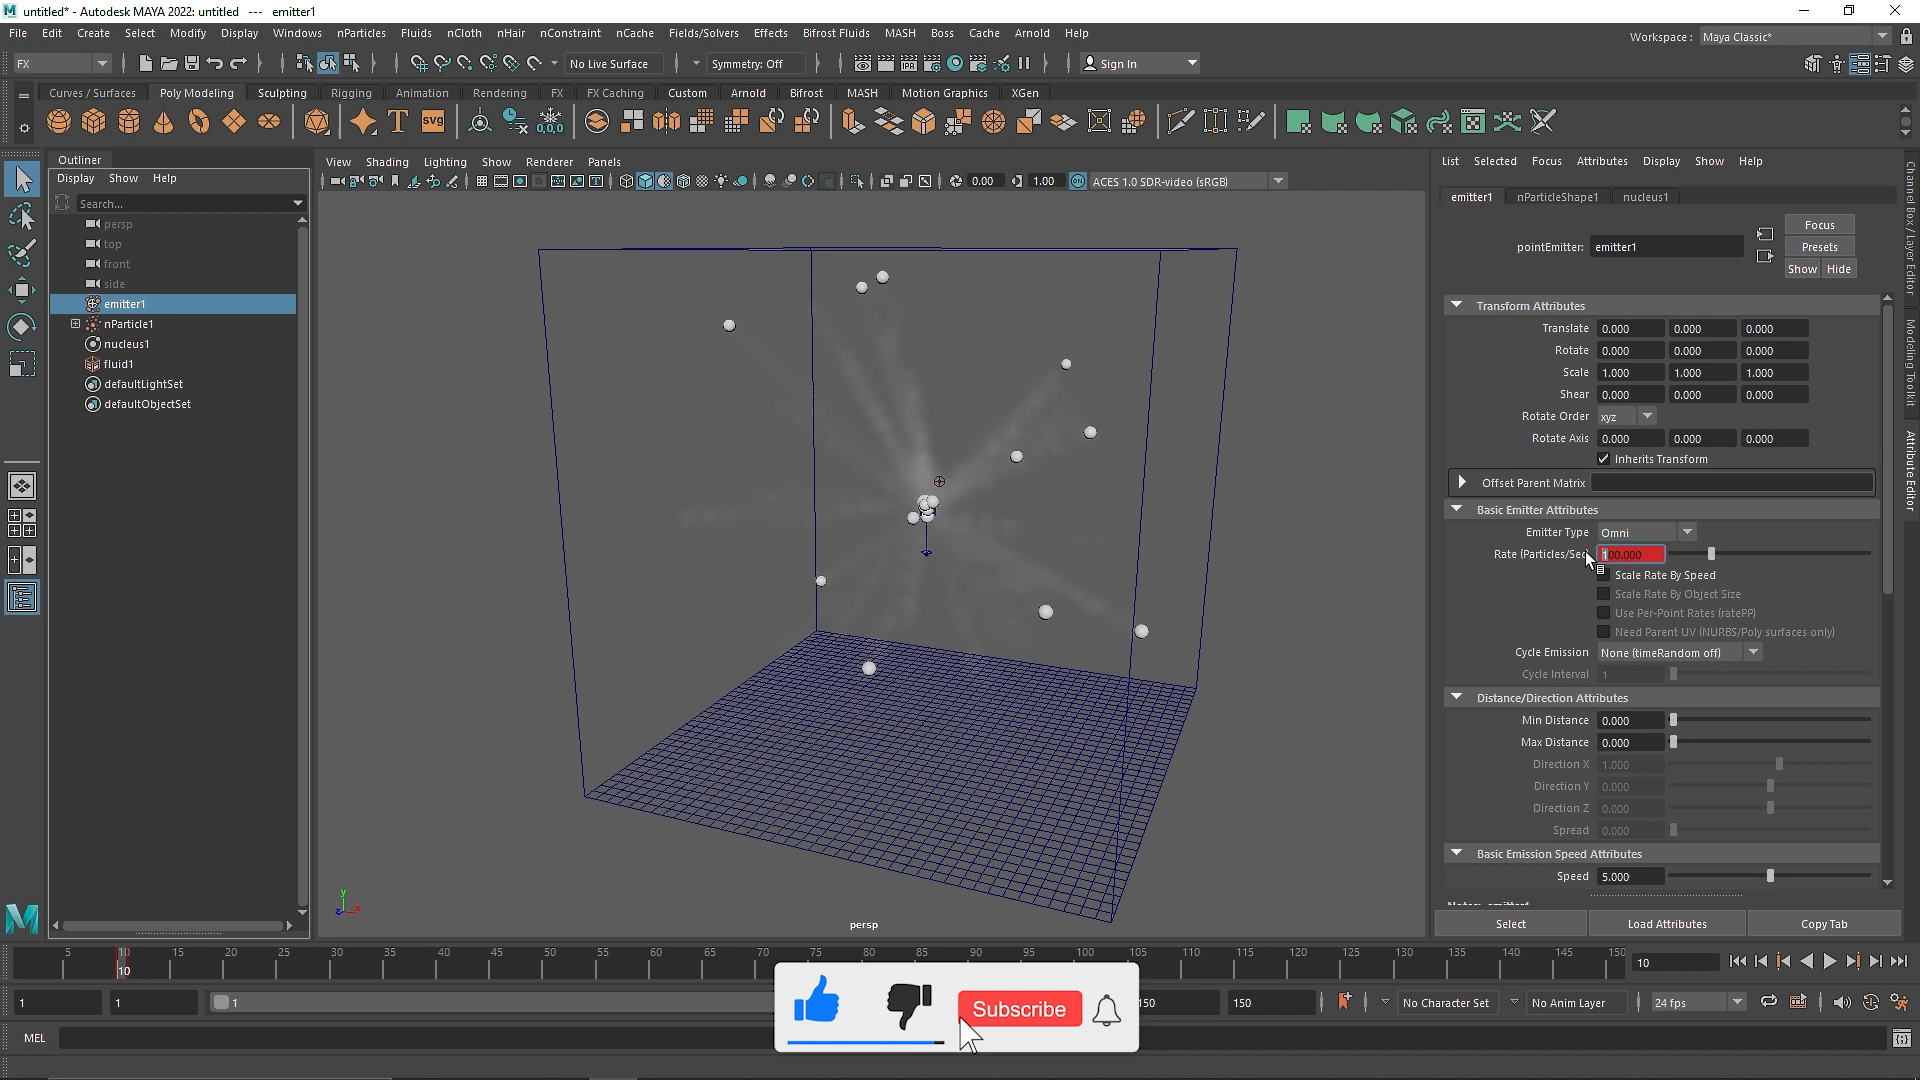 untitled* - Autodesk MAYA 2022: untitled --- emitter1
File Edit Create Select Modify Display Windows nParticles Fluids nCloth nHair nConstraint nCache Fields/Solvers Effects Bifrost Fluids MASH Boss Cache Arnold Help
Workspace : Maya Classic*
FX No Live Surface Symmetry: Off Sign In
Curves / Surfaces Poly Modeling Sculpting Rigging Animation Rendering FX FX Caching Custom Arnold Bifrost MASH Motion Graphics XGen
Outliner
Display Show Help
Search...
persp
top
front
side
emitter1
nParticle1
nucleus1
fluid1
defaultLightSet
defaultObjectSet
View Shading Lighting Show Renderer Panels
0.00 1.00 ACES 1.0 SDR-video (sRGB)
persp
List Selected Focus Attributes Display Show Help
emitter1 nParticleShape1 nucleus1
Focus
pointEmitter: emitter1 Presets
Show Hide
Transform Attributes
Translate 0.000 0.000 0.000
Rotate 0.000 0.000 0.000
Scale 1.000 1.000 1.000
Shear 0.000 0.000 0.000
Rotate Order xyz
Rotate Axis 0.000 0.000 0.000
Inherits Transform
Offset Parent Matrix
Basic Emitter Attributes
Emitter Type Omni
Rate (Particles/Sec 100.000
Scale Rate By Speed
Scale Rate By Object Size
Use Per-Point Rates (ratePP)
Need Parent UV (NURBS/Poly surfaces only)
Cycle Emission None (timeRandom off)
Cycle Interval 1
Distance/Direction Attributes
Min Distance 0.000
Max Distance 0.000
Direction X 1.000
Direction Y 0.000
Direction Z 0.000
Spread 0.000
Basic Emission Speed Attributes
Speed 5.000
Select Load Attributes Copy Tab
Channel Box / Layer Editor
Modeling Toolkit
Attribute Editor
5 10 15 20 25 30 35 40 45 50 55 60 65 70 75 80 85 90 95 100 105 110 115 120 125 130 135 140 145 150
10 10
1 1 1 150 150 No Character Set No Anim Layer 24 fps
Subscribe
MEL